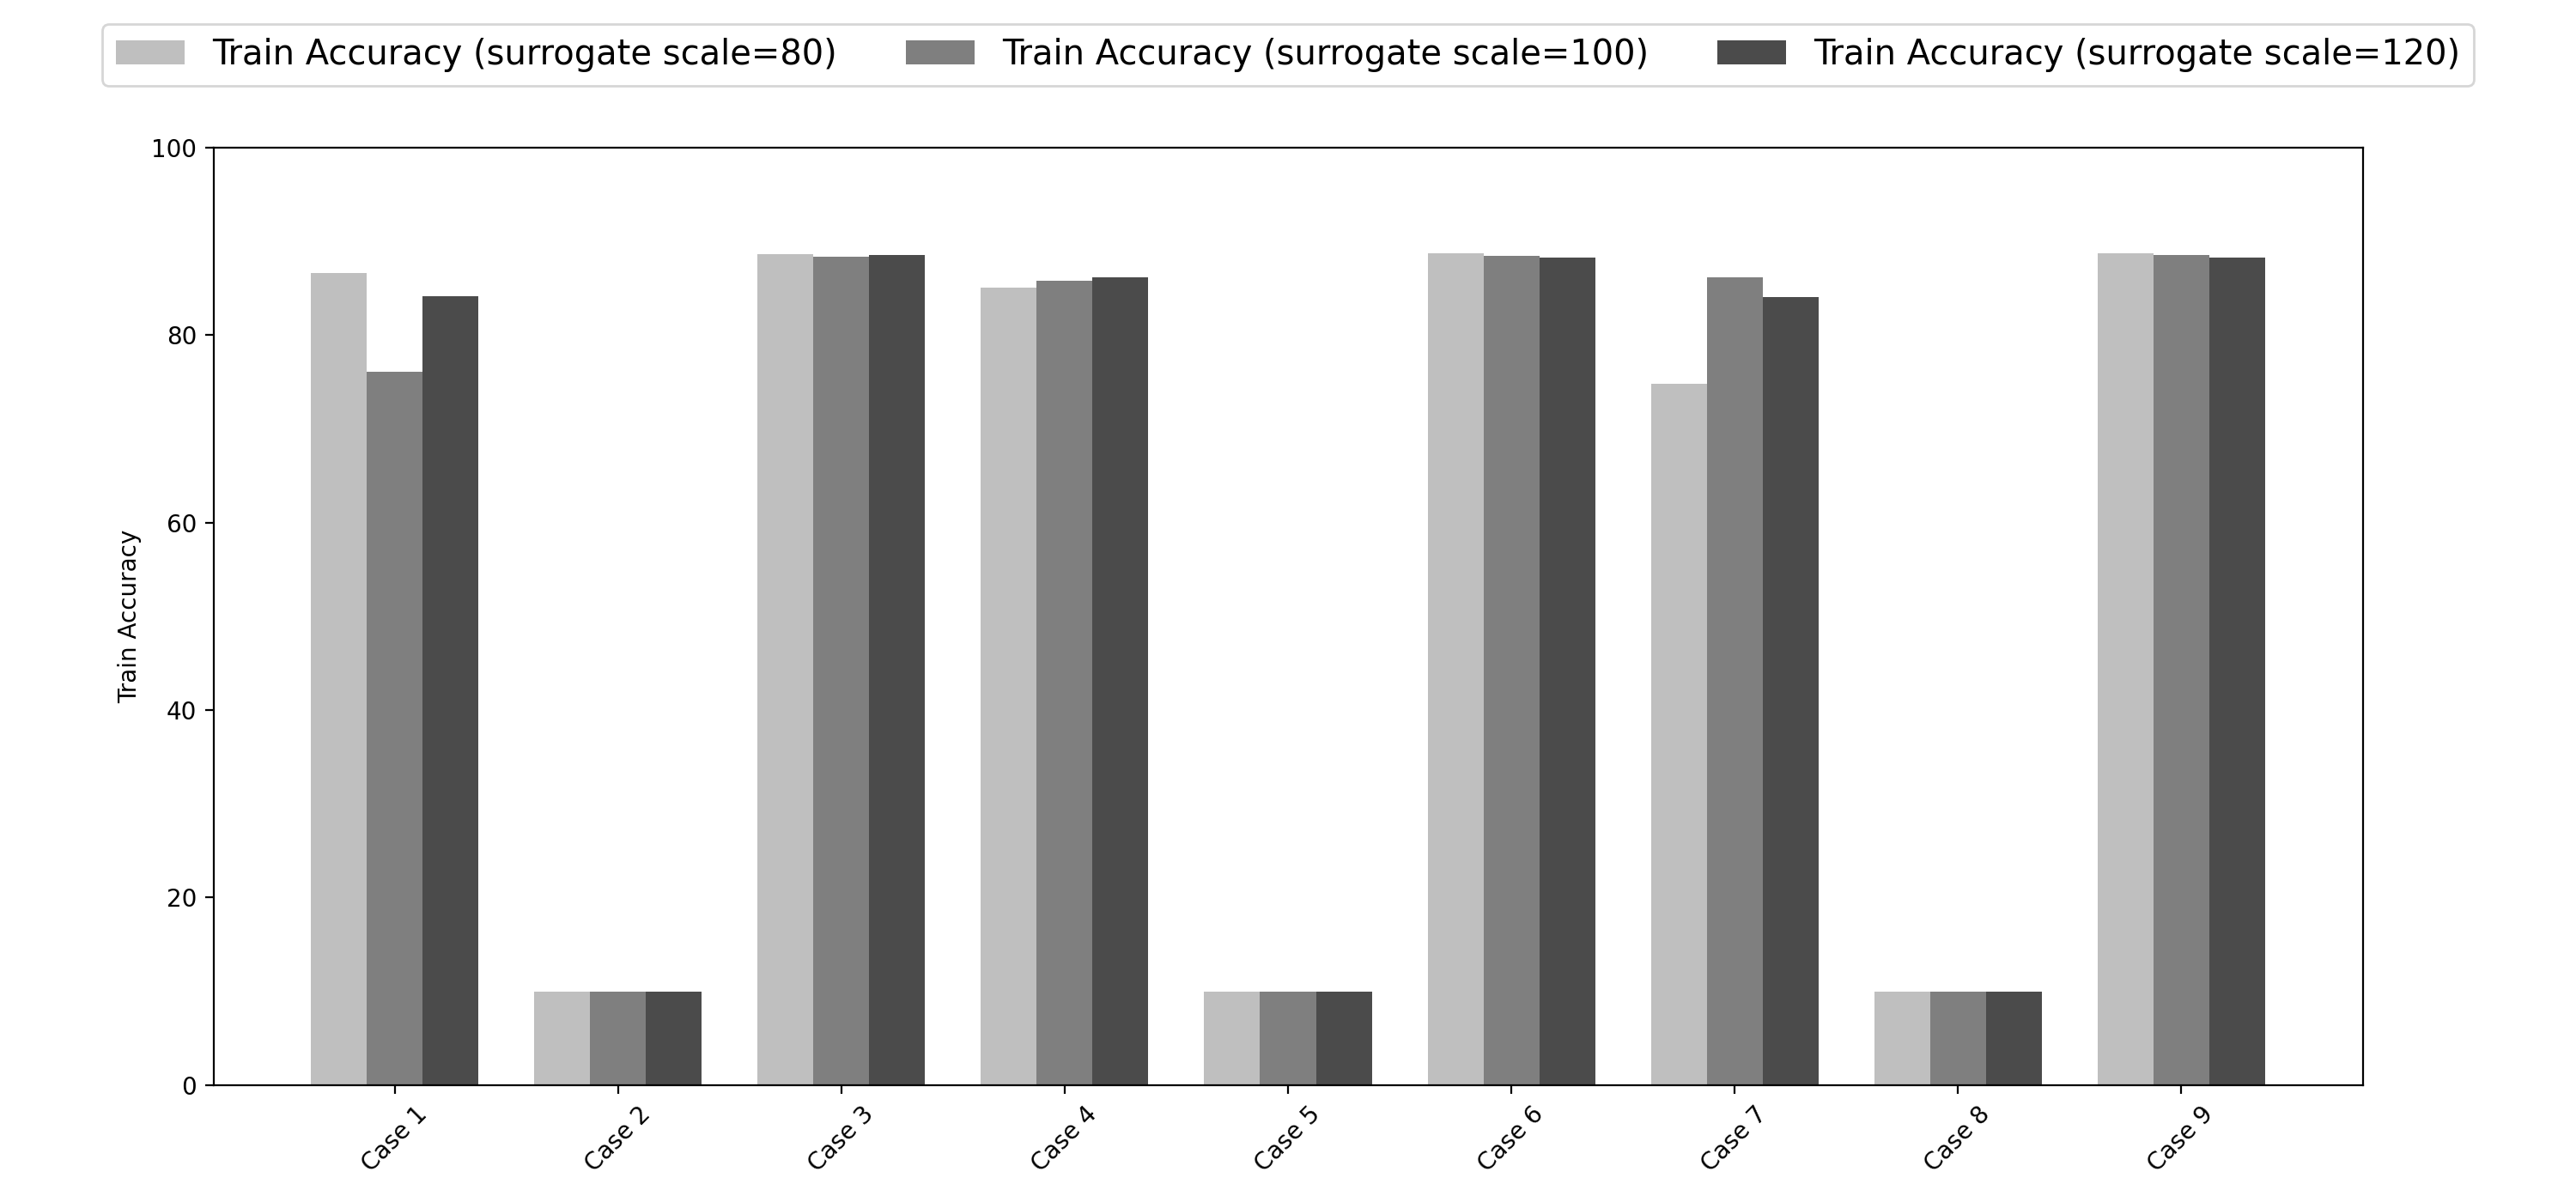 Train Accuracy (surrogate scale=80) Train Accuracy (surrogate scale=100) Train Accuracy (surrogate scale=120)
100
80
60
40
20
0
Train Accuracy
Case 1 Case 2 Case 3 Case 4 Case 5 Case 6 Case 7 Case 8 Case 9